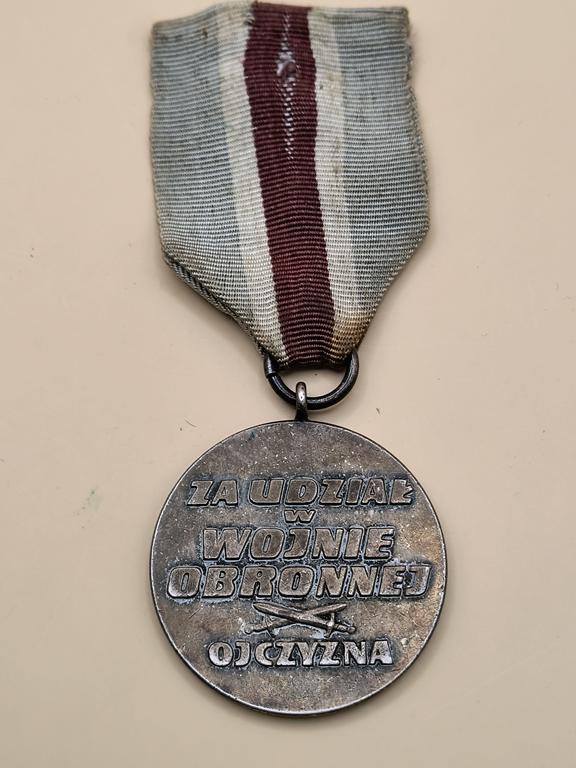 ZA UDZIAŁ
W
WOJNIE
OBRONNEJ
OJCZYZNA